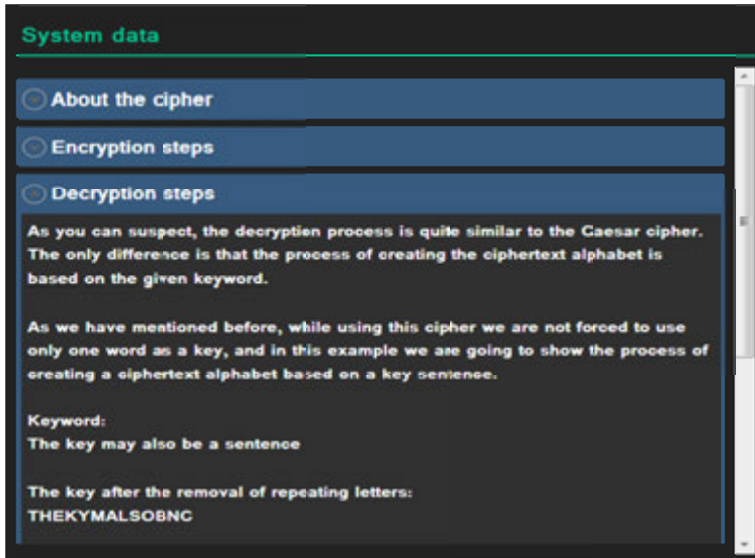 System data
About the cipher
Encryption steps
Decryption steps
As you can suspect, the decryption process is quite similar to the Caesar cipher.
The only difference is that the process of creating the ciphertext alphabet is
based on the given keyword.
As we have mentioned before, while using this cipher we are not forced to use
only one word as a key, and in this example we are going to show the process of
creating a ciphertext alphabet based on a key sentence.
Keyword:
The key may also be a sentence
The key after the removal of repeating letters:
THEKYMALSOBNC